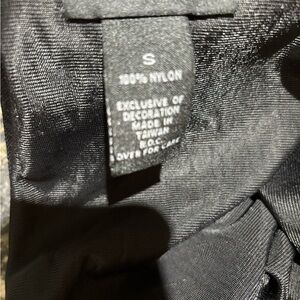 S
100% NYLON
EXCLUSIVE OF
DECORATION
MADE IN
TAIWAN
R.O.C.
OVER FOR CARE